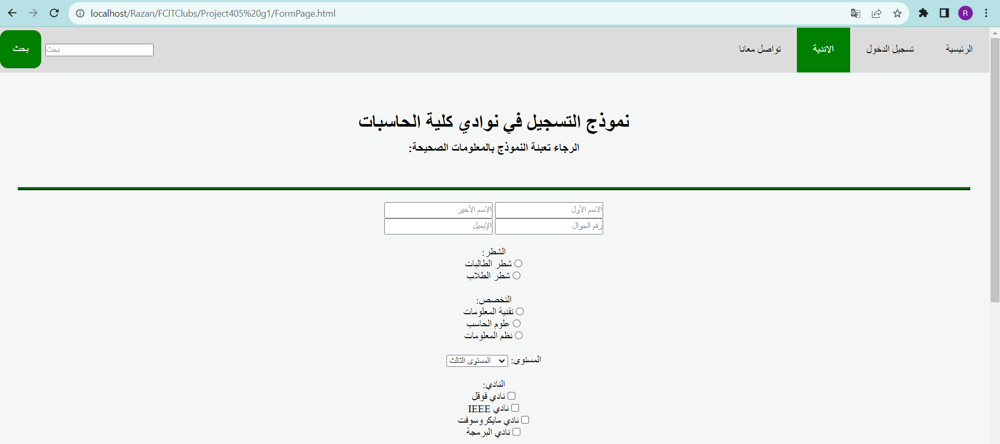 localhost/Razan/FCITClubs/Project405%20g1/FormPage.html
R
الرئيسية تسجيل الدخول الاندية تواصل معانا بحث بحث
نموذج التسجيل في نوادي كلية الحاسبات
الرجاء تعبئة النموذج بالمعلومات الصحيحة:
الاسم الأول الاسم الأخير
رقم الجوال الإيميل
الشطر:
شطر الطالبات
شطر الطلاب
التخصص:
تقنية المعلومات
علوم الحاسب
نظم المعلومات
المستوى: المستوى الثالث
النادي:
نادي قوقل
نادي IEEE
نادي مايكروسوفت
نادي البرمجة